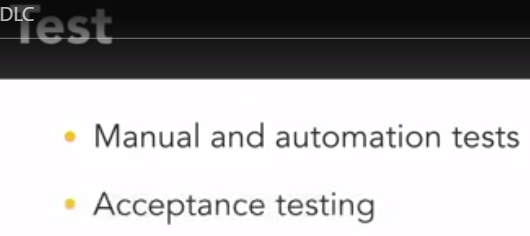 DLC
Test
Manual and automation tests
Acceptance testing